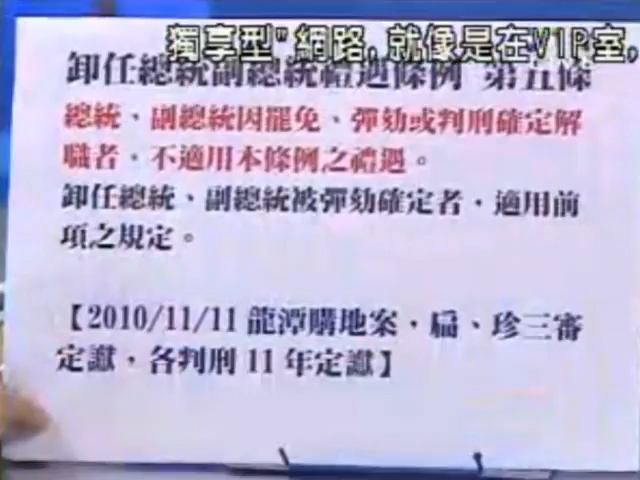 獨享型"網路,就像是在VIP室,
卸任總統副總統禮遇條例 第五條
總統、副總統因罷免、彈劾或判刑確定解
職者,不適用本條例之禮遇。
卸任總統、副總統被彈劾確定者,適用前
項之規定。
【2010/11/11 龍潭購地案,扁、珍三審
定讞,各判刑 11 年定讞】